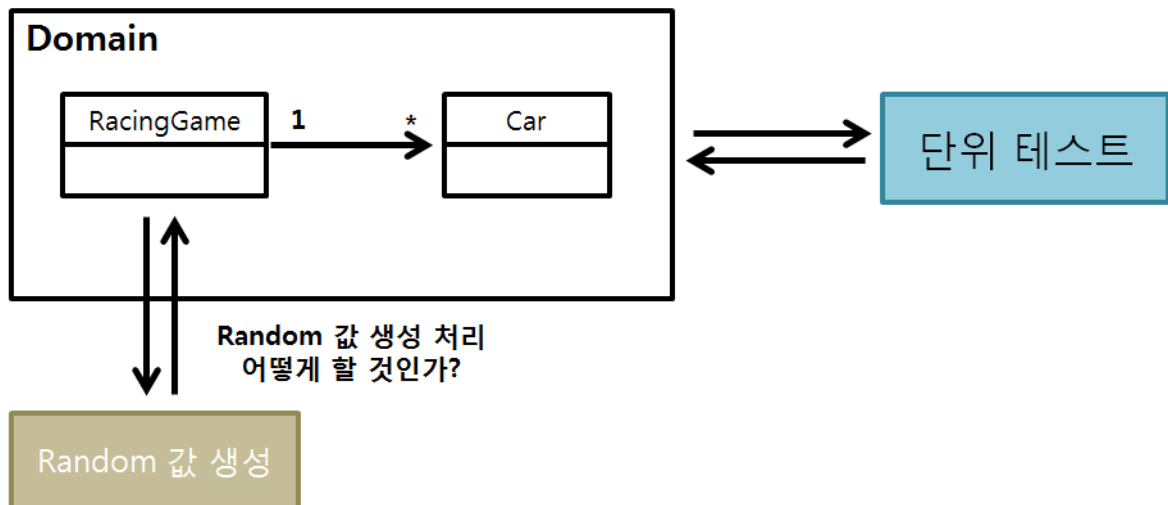 Domain
RacingGame
1
*
Car
단위 테스트
Random 값 생성 처리
어떻게 할 것인가?
Random 값 생성